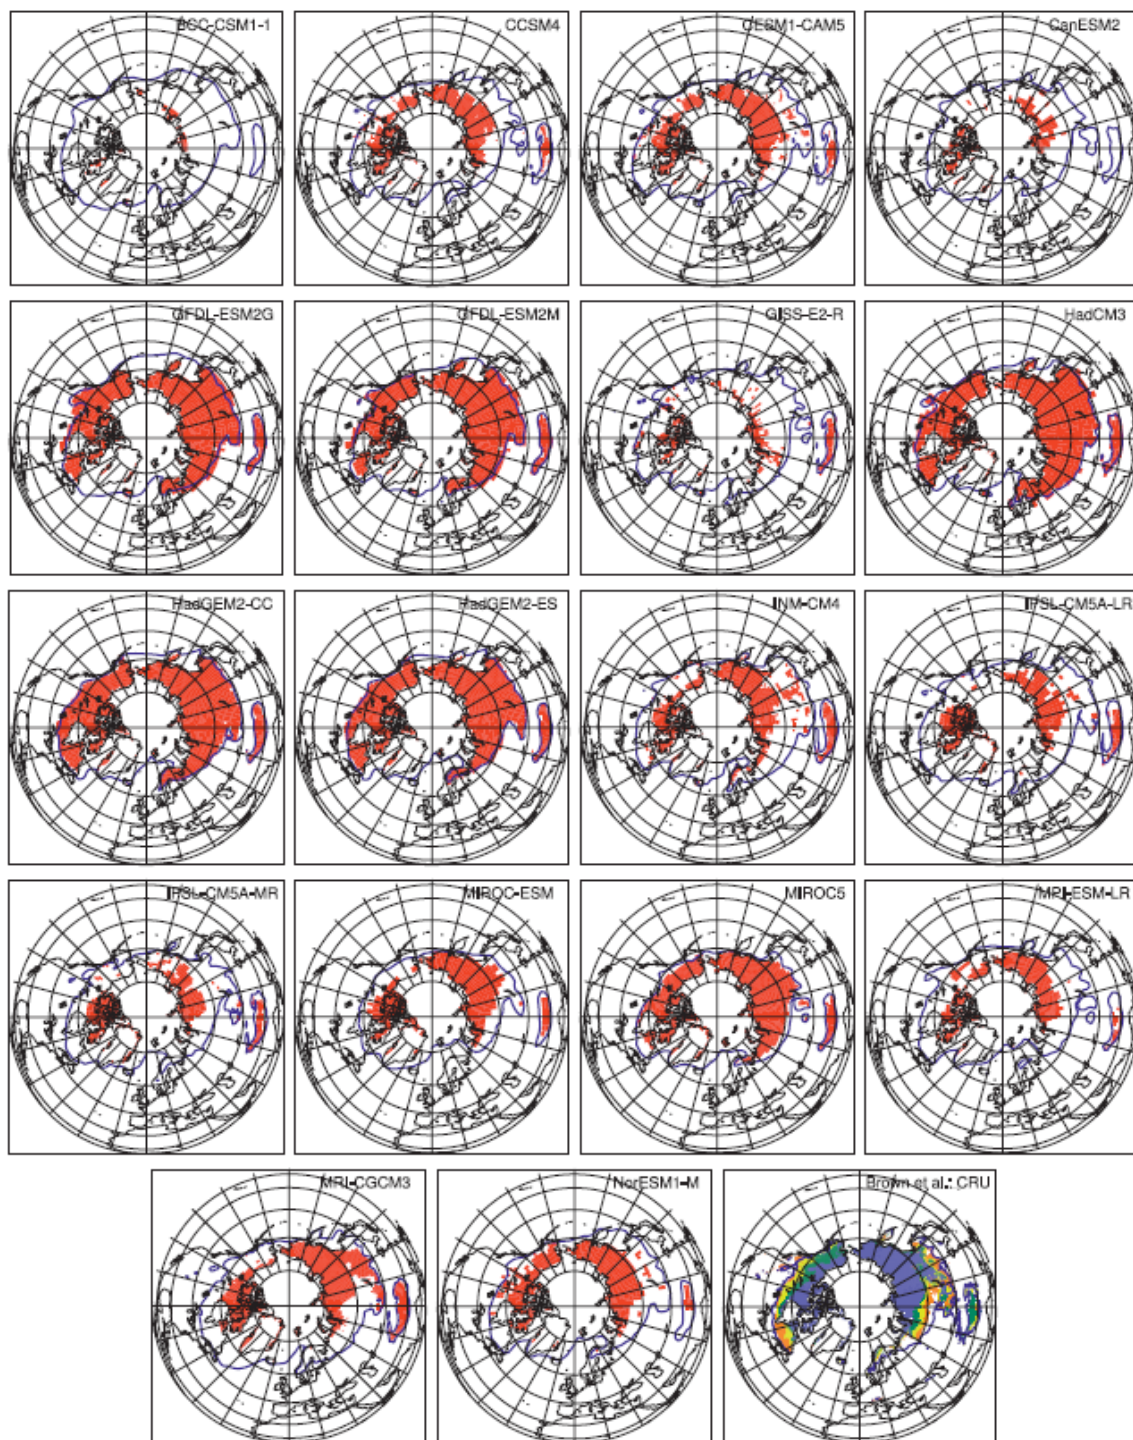 BCC-CSM1-1
CCSM4
CESM1-CAM5
CanESM2
GFDL-ESM2G
GFDL-ESM2M
GISS-E2-R
HadCM3
HadGEM2-CC
HadGEM2-ES
INM-CM4
IPSL-CM5A-LR
IPSL-CM5A-MR
MIROC-ESM
MIROC5
MPI-ESM-LR
MRI-CGCM3
NorESM1-M
Brown et al.: CRU